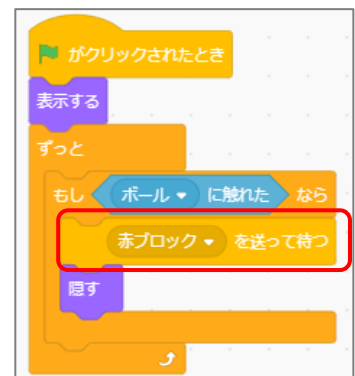 がクリックされたとき
表示する
ずっと
もし ボール に触れた なら
赤ブロック を送って待つ
隠す